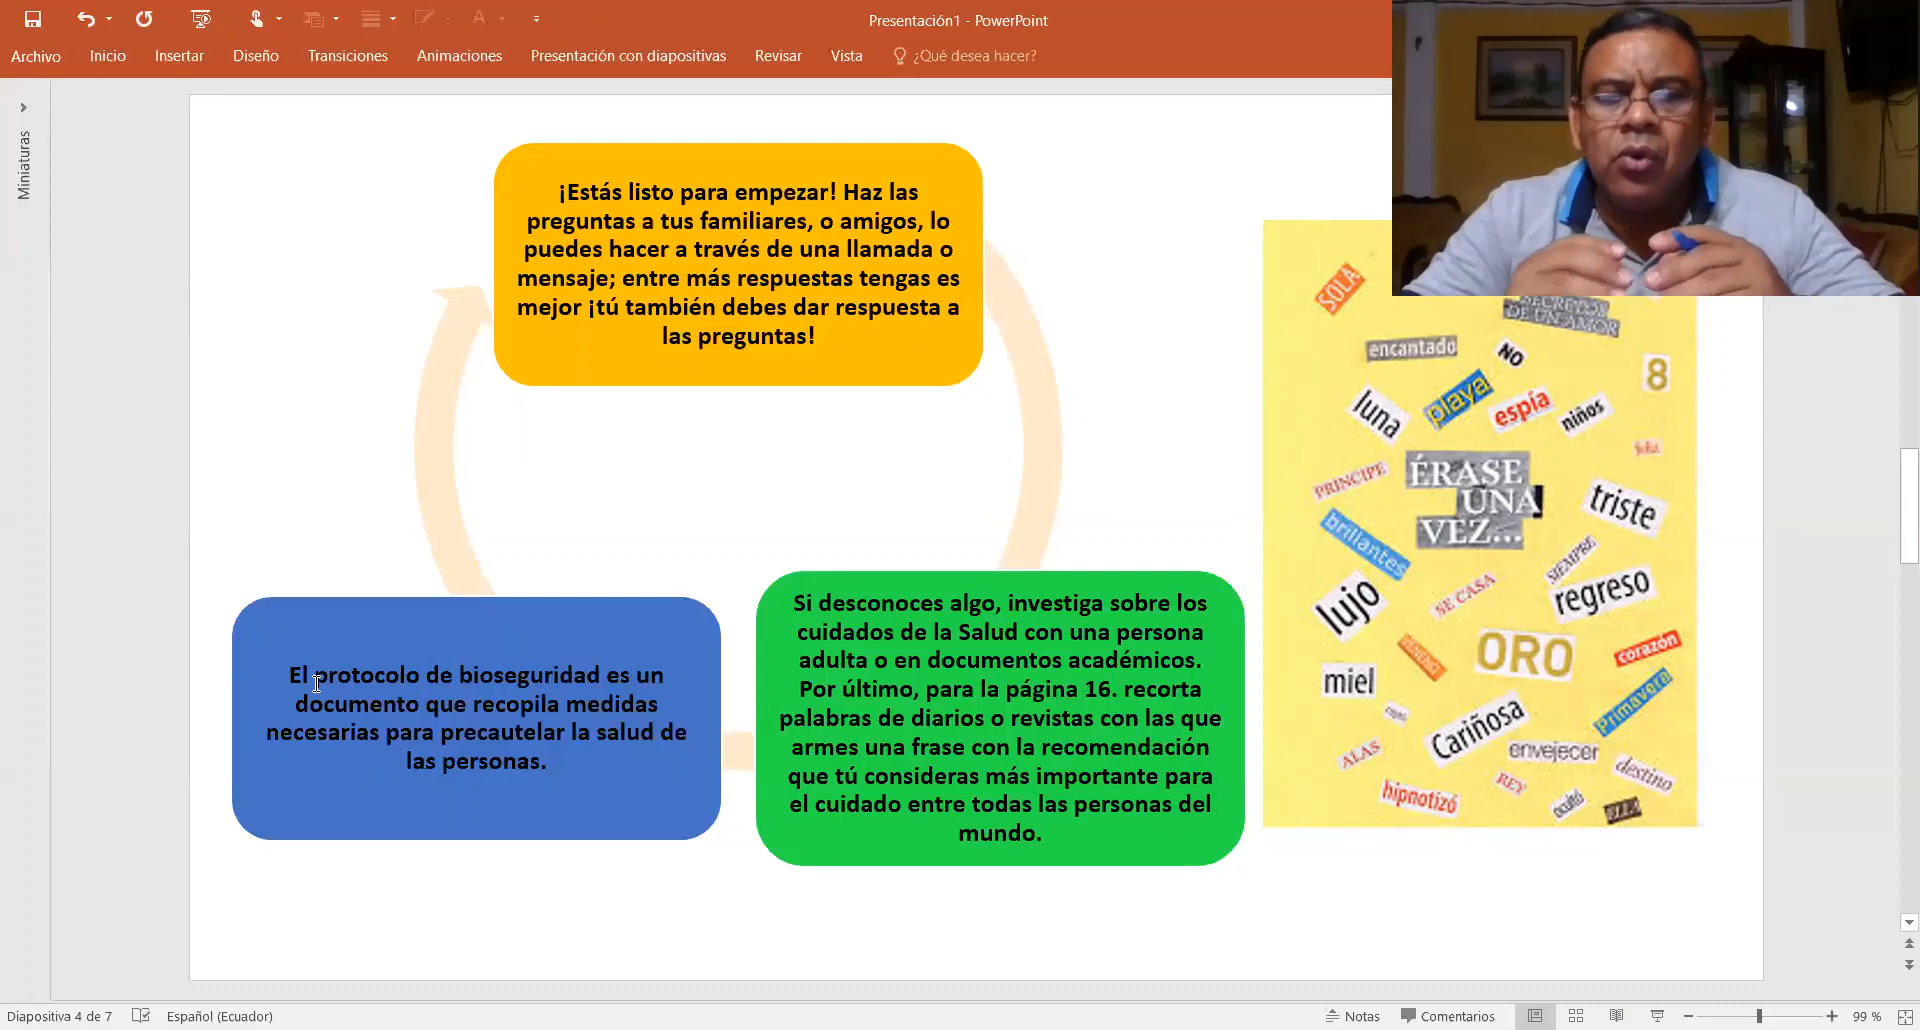 Presentación1 - PowerPoint
Archivo
Inicio
Insertar
Diseño
Transiciones
Animaciones
Presentación con diapositivas
Revisar
Vista
¿Qué desea hacer?
Miniaturas
¡Estás listo para empezar! Haz las
preguntas a tus familiares, o amigos, lo
puedes hacer a través de una llamada o
mensaje; entre más respuestas tengas es
mejor ¡tú también debes dar respuesta a
las preguntas!
El protocolo de bioseguridad es un
documento que recopila medidas
necesarias para precautelar la salud de
las personas.
Si desconoces algo, investiga sobre los
cuidados de la Salud con una persona
adulta o en documentos académicos.
Por último, para la página 16. recorta
palabras de diarios o revistas con las que
armes una frase con la recomendación
que tú consideras más importante para
el cuidado entre todas las personas del
mundo.
SOLA
SECRETOS
DE UN AMOR
encantado
NO
8
luna
playa
espía
niños
feliz
PRINCIPE
ÉRASE
UNA
VEZ...
triste
brillantes
SIEMPRE
lujo
SE CASA
regreso
VENENO
ORO
corazón
miel
Primavera
Cariñosa
ALAS
envejecer
destino
hipnotizó
REY
ocultó
ELLA
Diapositiva 4 de 7
Español (Ecuador)
Notas
Comentarios
99 %